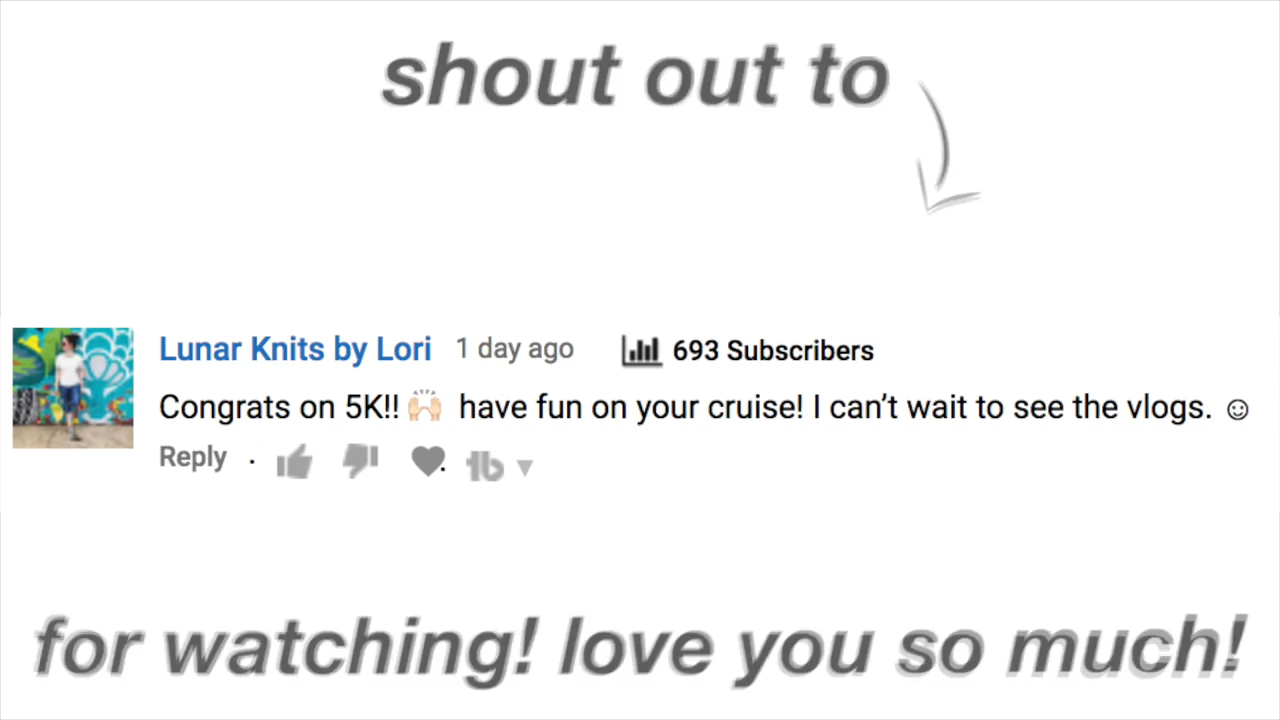 shout out to
Lunar Knits by Lori 1 day ago 693 Subscribers
Congrats on 5K!! 🙌🏻 have fun on your cruise! I can't wait to see the vlogs. ☺
Reply · tb ▼
for watching! love you so much!